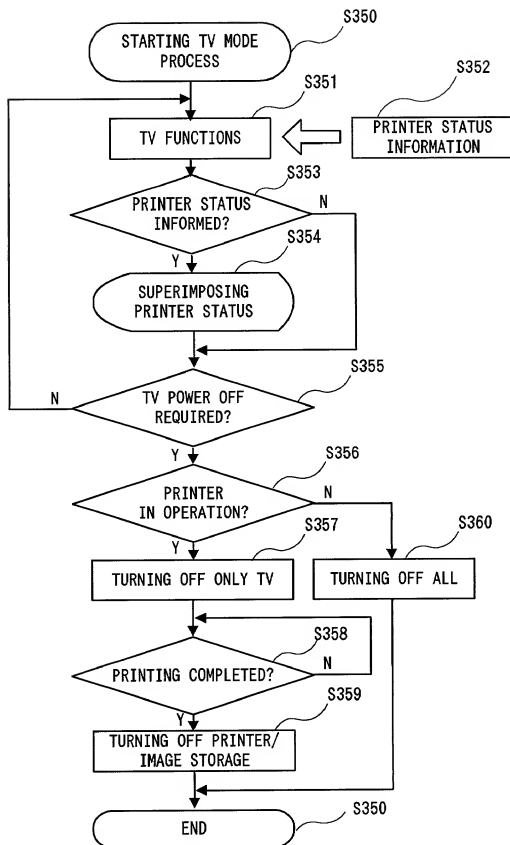 S350
STARTING TV MODE
PROCESS
S351
S352
TV FUNCTIONS
PRINTER STATUS
INFORMATION
S353
PRINTER STATUS
INFORMED?
N
Y
S354
SUPERIMPOSING
PRINTER STATUS
S355
N
TV POWER OFF
REQUIRED?
Y
S356
PRINTER
IN OPERATION?
N
Y
S357
S360
TURNING OFF ONLY TV
TURNING OFF ALL
S358
PRINTING COMPLETED?
N
Y
S359
TURNING OFF PRINTER/
IMAGE STORAGE
S350
END